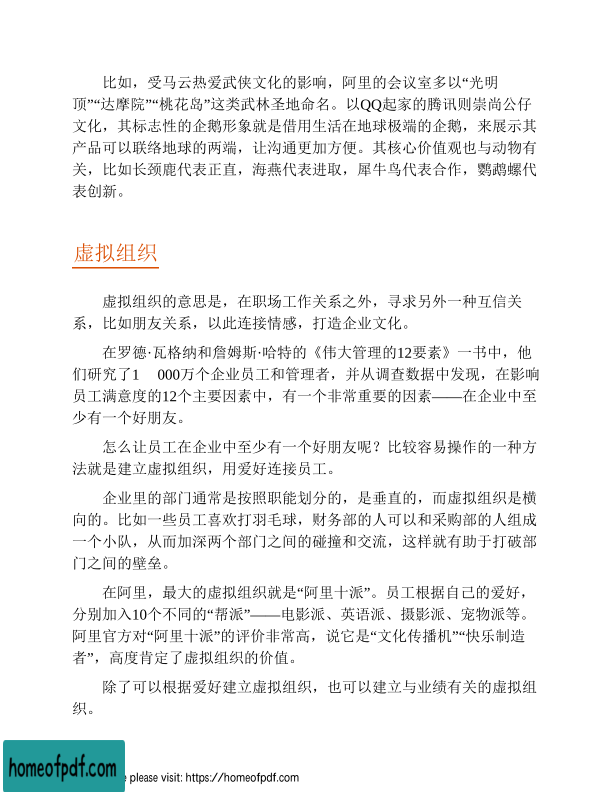 比如，受马云热爱武侠文化的影响，阿里的会议室多以“光明
顶”“达摩院”“桃花岛”这类武林圣地命名。以QQ起家的腾讯则崇尚公仔
文化，其标志性的企鹅形象就是借用生活在地球极端的企鹅，来展示其
产品可以联络地球的两端，让沟通更加方便。其核心价值观也与动物有
关，比如长颈鹿代表正直，海燕代表进取，犀牛鸟代表合作，鹦鹉螺代
表创新。
虚拟组织
虚拟组织的意思是，在职场工作关系之外，寻求另外一种互信关
系，比如朋友关系，以此连接情感，打造企业文化。
在罗德·瓦格纳和詹姆斯·哈特的《伟大管理的12要素》一书中，他
们研究了1 000万个企业员工和管理者，并从调查数据中发现，在影响
员工满意度的12个主要因素中，有一个非常重要的因素——在企业中至
少有一个好朋友。
怎么让员工在企业中至少有一个好朋友呢？比较容易操作的一种方
法就是建立虚拟组织，用爱好连接员工。
企业里的部门通常是按照职能划分的，是垂直的，而虚拟组织是横
向的。比如一些员工喜欢打羽毛球，财务部的人可以和采购部的人组成
一个小队，从而加深两个部门之间的碰撞和交流，这样就有助于打破部
门之间的壁垒。
在阿里，最大的虚拟组织就是“阿里十派”。员工根据自己的爱好，
分别加入10个不同的“帮派”——电影派、英语派、摄影派、宠物派等。
阿里官方对“阿里十派”的评价非常高，说它是“文化传播机”“快乐制造
者”，高度肯定了虚拟组织的价值。
除了可以根据爱好建立虚拟组织，也可以建立与业绩有关的虚拟组
织。
homeofpdf.com
please visit: https://homeofpdf.com